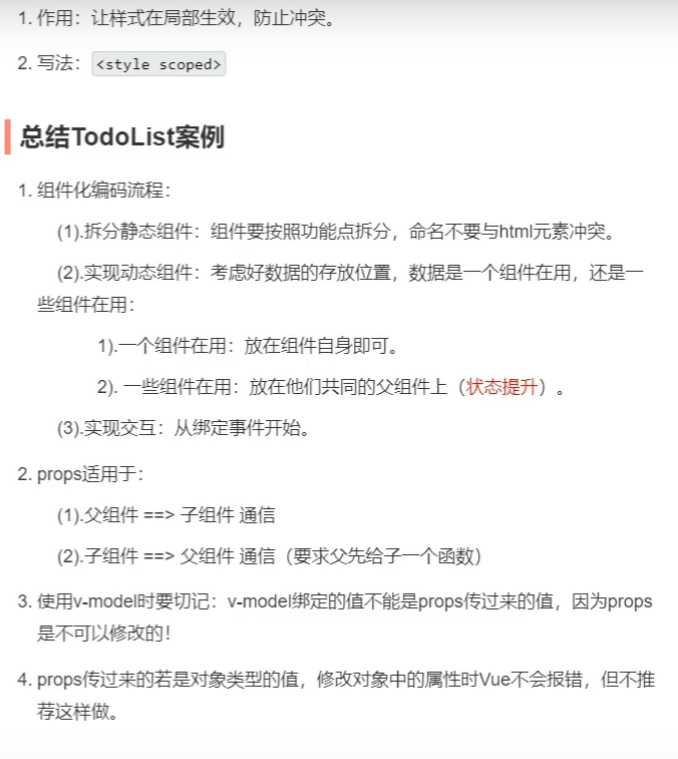 1. 作用：让样式在局部生效，防止冲突。
2. 写法：<style scoped>
总结TodoList案例
1. 组件化编码流程：
(1).拆分静态组件：组件要按照功能点拆分，命名不要与html元素冲突。
(2).实现动态组件：考虑好数据的存放位置，数据是一个组件在用，还是一
些组件在用：
1).一个组件在用：放在组件自身即可。
2). 一些组件在用：放在他们共同的父组件上（状态提升）。
(3).实现交互：从绑定事件开始。
2. props适用于：
(1).父组件 ==> 子组件 通信
(2).子组件 ==> 父组件 通信（要求父先给子一个函数）
3. 使用v-model时要切记：v-model绑定的值不能是props传过来的值，因为props
是不可以修改的！
4. props传过来的若是对象类型的值，修改对象中的属性时Vue不会报错，但不推
荐这样做。